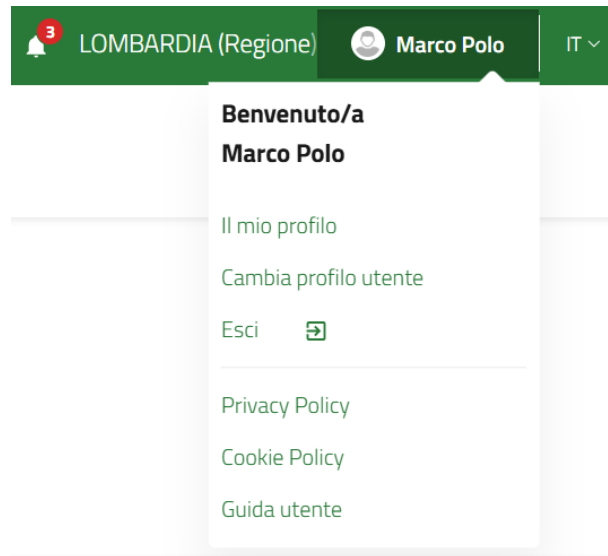 3
LOMBARDIA (Regione)
Marco Polo
IT
Benvenuto/a
Marco Polo
Il mio profilo
Cambia profilo utente
Esci
Privacy Policy
Cookie Policy
Guida utente